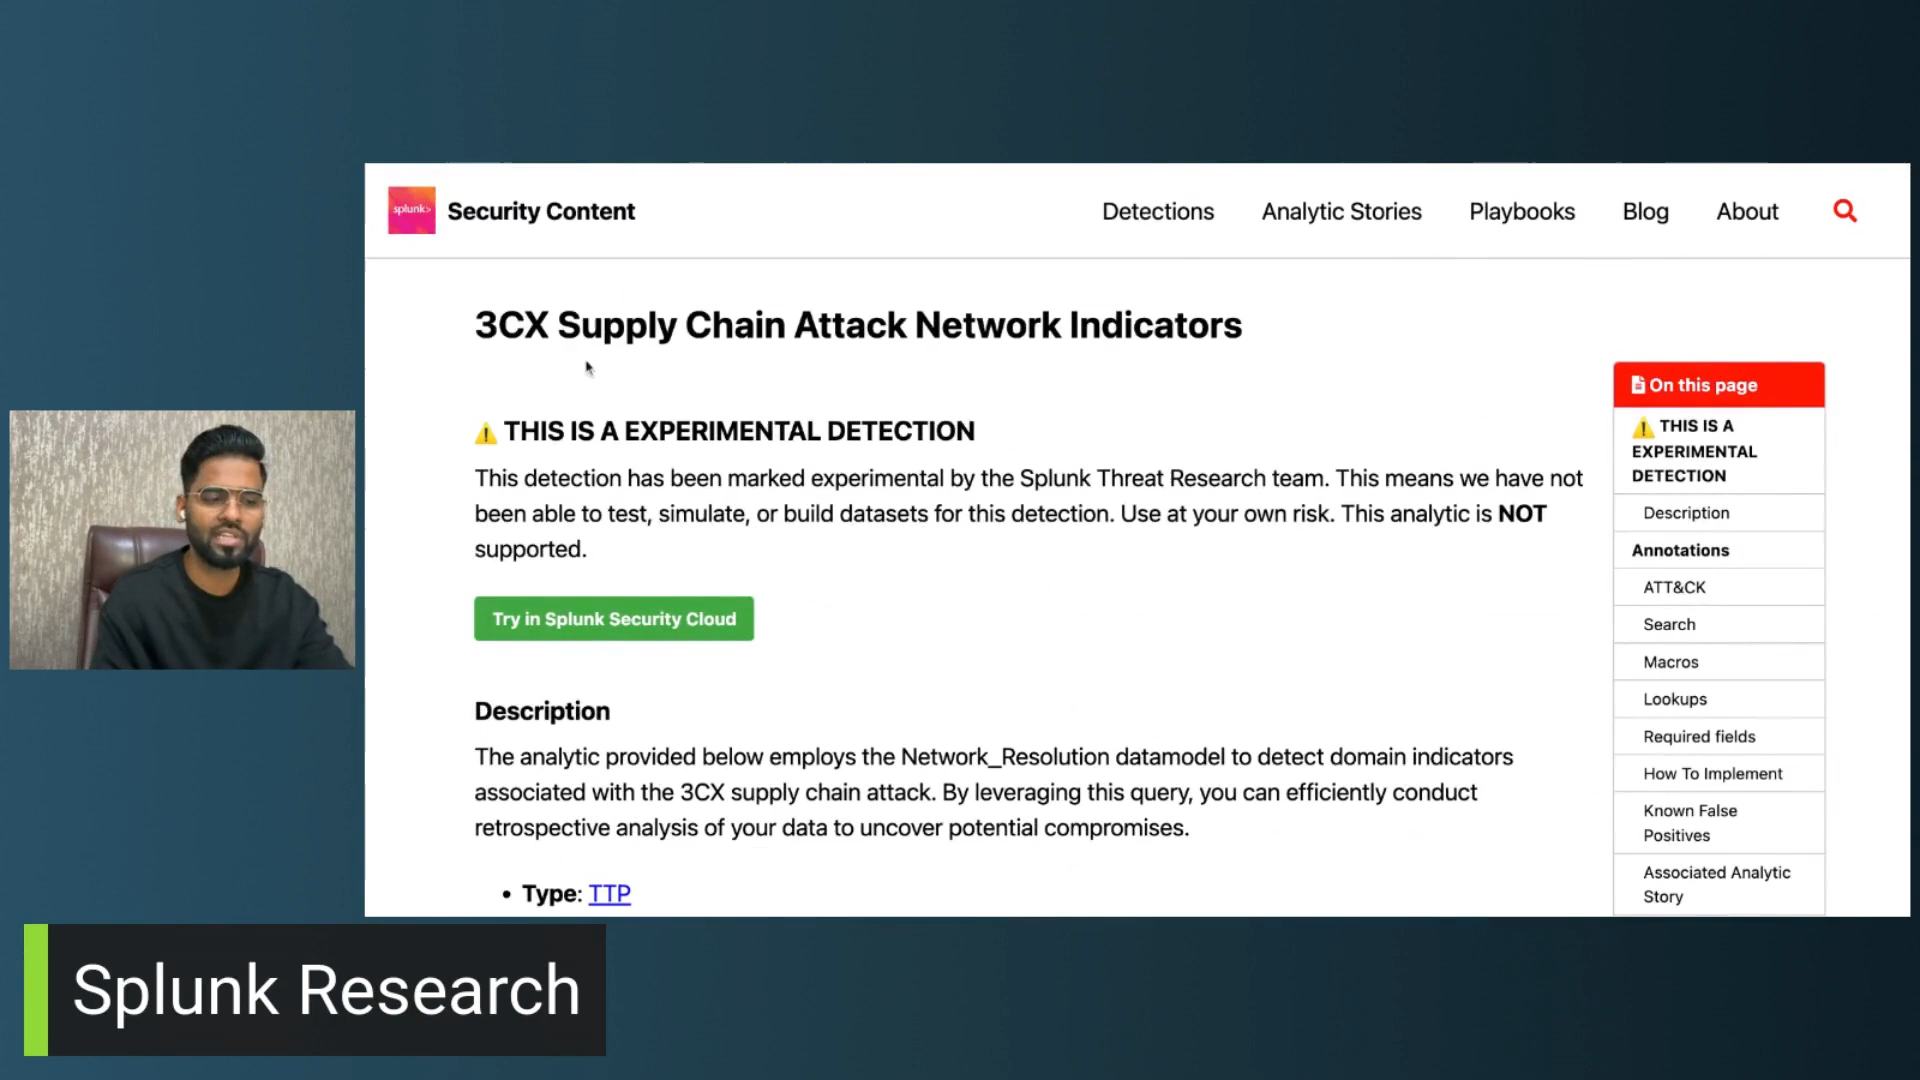 splunk>
Security Content
Detections
Analytic Stories
Playbooks
Blog
About
3CX Supply Chain Attack Network Indicators
⚠️ THIS IS A EXPERIMENTAL DETECTION
This detection has been marked experimental by the Splunk Threat Research team. This means we have not
been able to test, simulate, or build datasets for this detection. Use at your own risk. This analytic is NOT
supported.
Try in Splunk Security Cloud
Description
The analytic provided below employs the Network_Resolution datamodel to detect domain indicators
associated with the 3CX supply chain attack. By leveraging this query, you can efficiently conduct
retrospective analysis of your data to uncover potential compromises.
• Type: TTP
On this page
⚠️ THIS IS A
EXPERIMENTAL
DETECTION
Description
Annotations
ATT&CK
Search
Macros
Lookups
Required fields
How To Implement
Known False
Positives
Associated Analytic
Story
Splunk Research